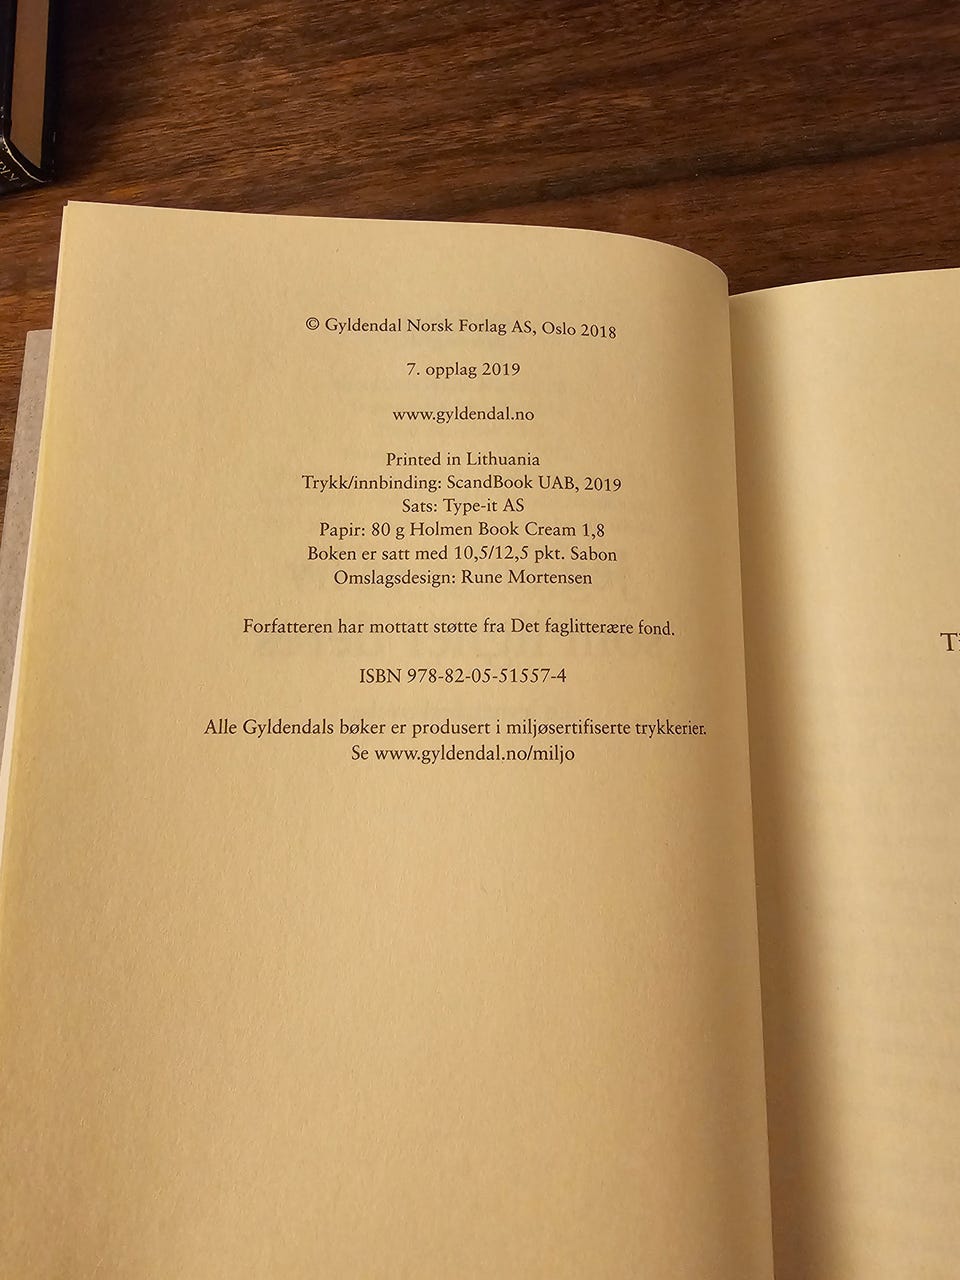 © Gyldendal Norsk Forlag AS, Oslo 2018
7. opplag 2019
www.gyldendal.no
Printed in Lithuania
Trykk/innbinding: ScandBook UAB, 2019
Sats: Type-it AS
Papir: 80 g Holmen Book Cream 1,8
Boken er satt med 10,5/12,5 pkt. Sabon
Omslagsdesign: Rune Mortensen
Forfatteren har mottatt støtte fra Det faglitterære fond.
ISBN 978-82-05-51557-4
Alle Gyldendals bøker er produsert i miljøsertifiserte trykkerier.
Se www.gyldendal.no/miljo